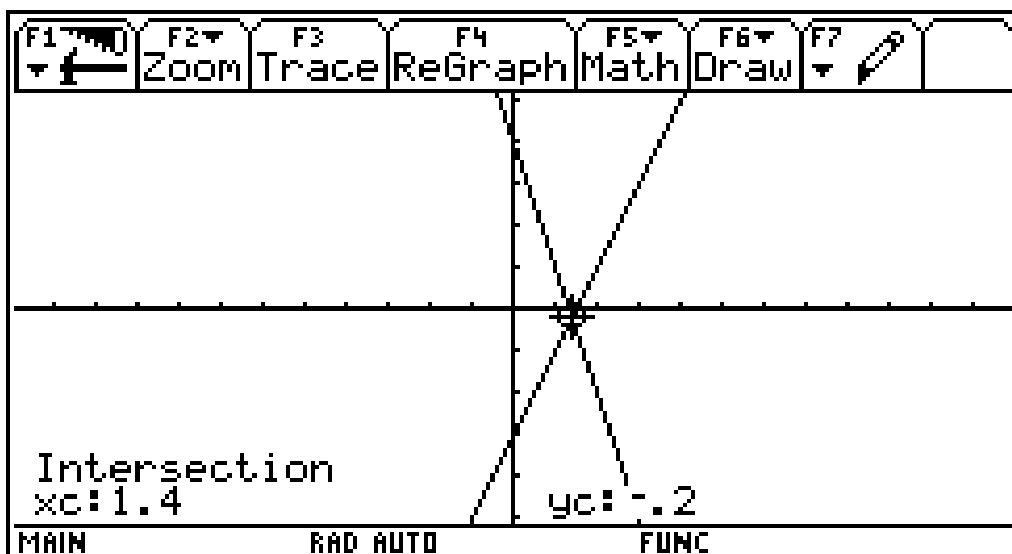 F1 F2 F3 F4 F5 F6 F7
Zoom Trace ReGraph Math Draw
Intersection
xc:1.4 yc:-.2
MAIN RAD AUTO FUNC